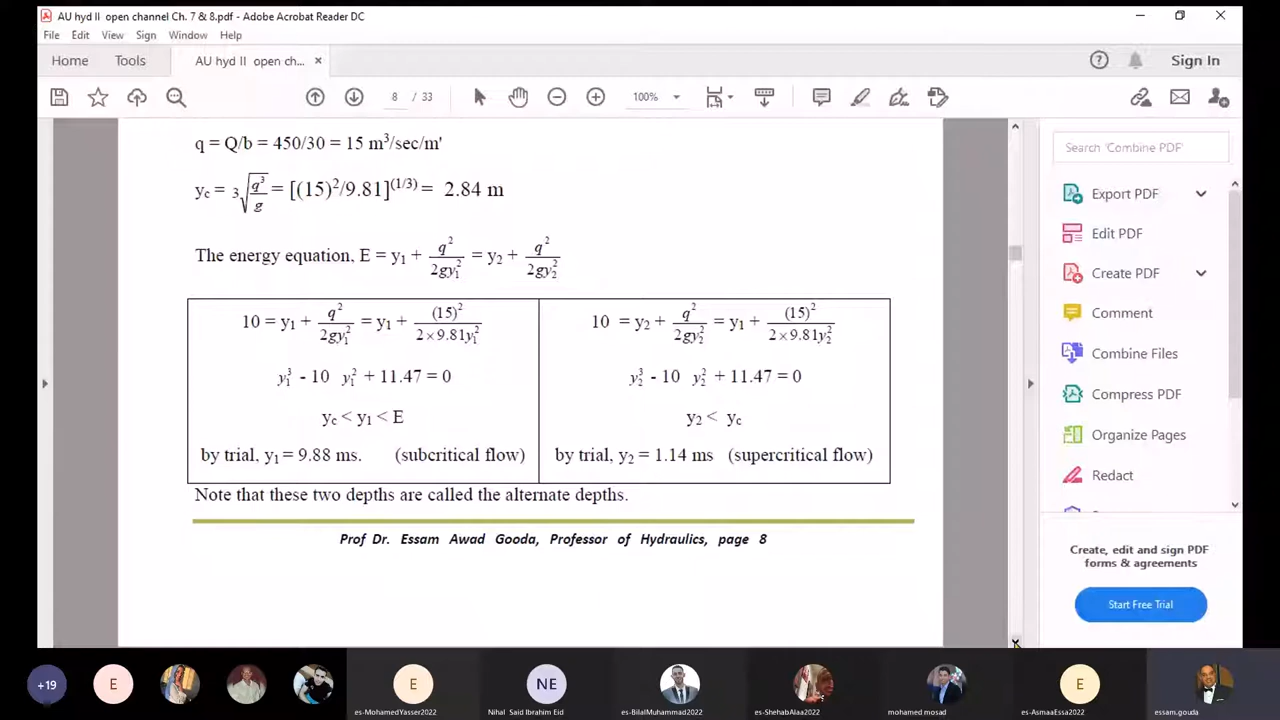 AU hyd II open channel Ch. 7 & 8.pdf - Adobe Acrobat Reader DC
File Edit View Sign Window Help
Home Tools AU hyd II open ch... × Sign In
8 / 33 100%
q = Q/b = 450/30 = 15 m³/sec/m'
yc = 3√(q³/g) = [(15)²/9.81]^(1/3) = 2.84 m
The energy equation, E = y₁ + q²/2gy₁² = y₂ + q²/2gy₂²
10 = y₁ + q²/2gy₁² = y₁ + (15)²/2×9.81y₁²
y₁³ - 10 y₁² + 11.47 = 0
yc < y₁ < E
by trial, y₁ = 9.88 ms. (subcritical flow)
10 = y₂ + q²/2gy₂² = y₁ + (15)²/2×9.81y₂²
y₂³ - 10 y₂² + 11.47 = 0
y₂ < yc
by trial, y₂ = 1.14 ms (supercritical flow)
Note that these two depths are called the alternate depths.
Prof Dr. Essam Awad Gooda, Professor of Hydraulics, page 8
Search 'Combine PDF'
Export PDF
Edit PDF
Create PDF
Comment
Combine Files
Compress PDF
Organize Pages
Redact
Create, edit and sign PDF
forms & agreements
Start Free Trial
+19 E E NE E
es-MohamedYasser2022 Nihal Said Ibrahim Eid es-BilalMuhammad2022 es-ShehabAlaa2022 mohamed mosad es-AsmaaEssa2022 essam.gouda